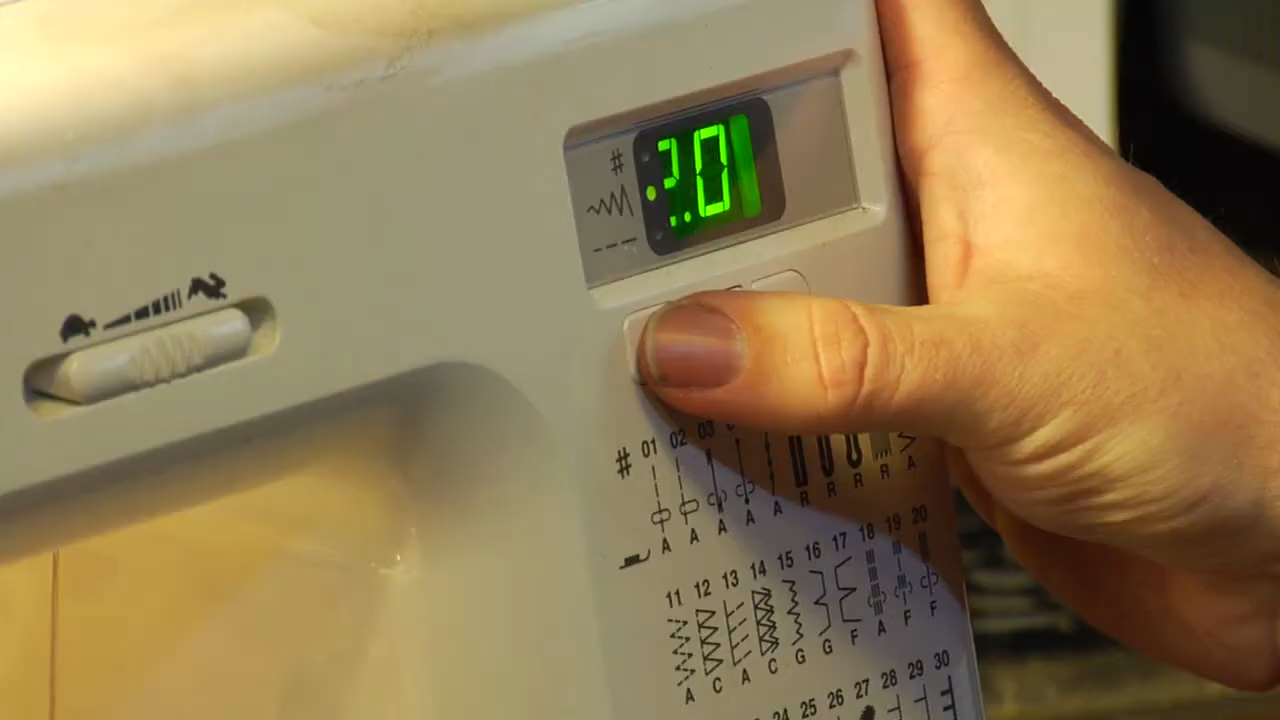 #
2.0
# 01 02 03
A A A A A R R R R A
11 12 13 14 15 16 17 18 19 20
A C A C G G F A F F
24 25 26 27 28 29 30